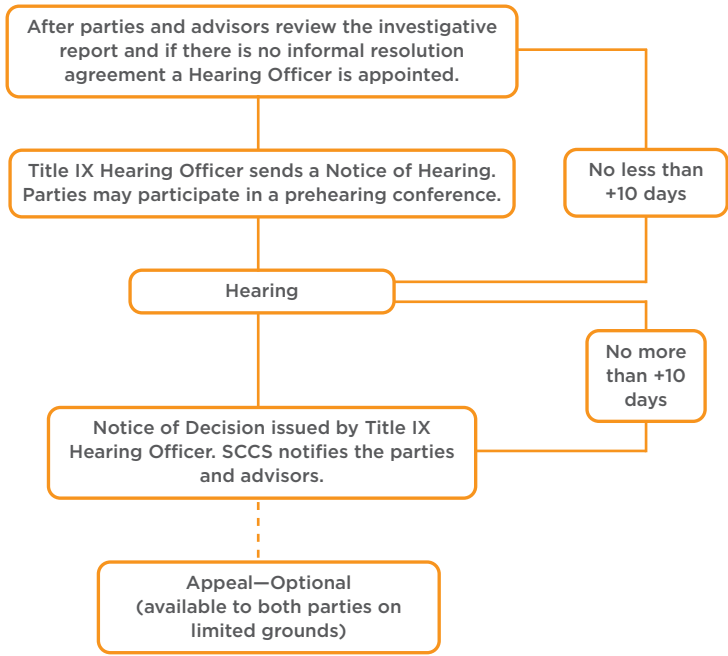 After parties and advisors review the investigative
report and if there is no informal resolution
agreement a Hearing Officer is appointed.
Title IX Hearing Officer sends a Notice of Hearing.
Parties may participate in a prehearing conference.
No less than
+10 days
Hearing
No more
than +10
days
Notice of Decision issued by Title IX
Hearing Officer. SCCS notifies the parties
and advisors.
Appeal—Optional
(available to both parties on
limited grounds)